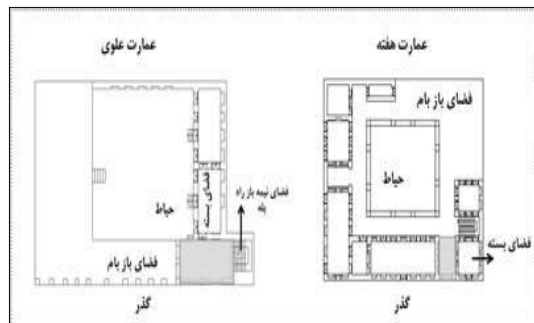 عمارت هفته
عمارت علوی
فضای باز بام
حیاط
فضای بسته
گذر
فضای نیمه باز راه
پله
فضای بسته
حیاط
فضای باز بام
گذر